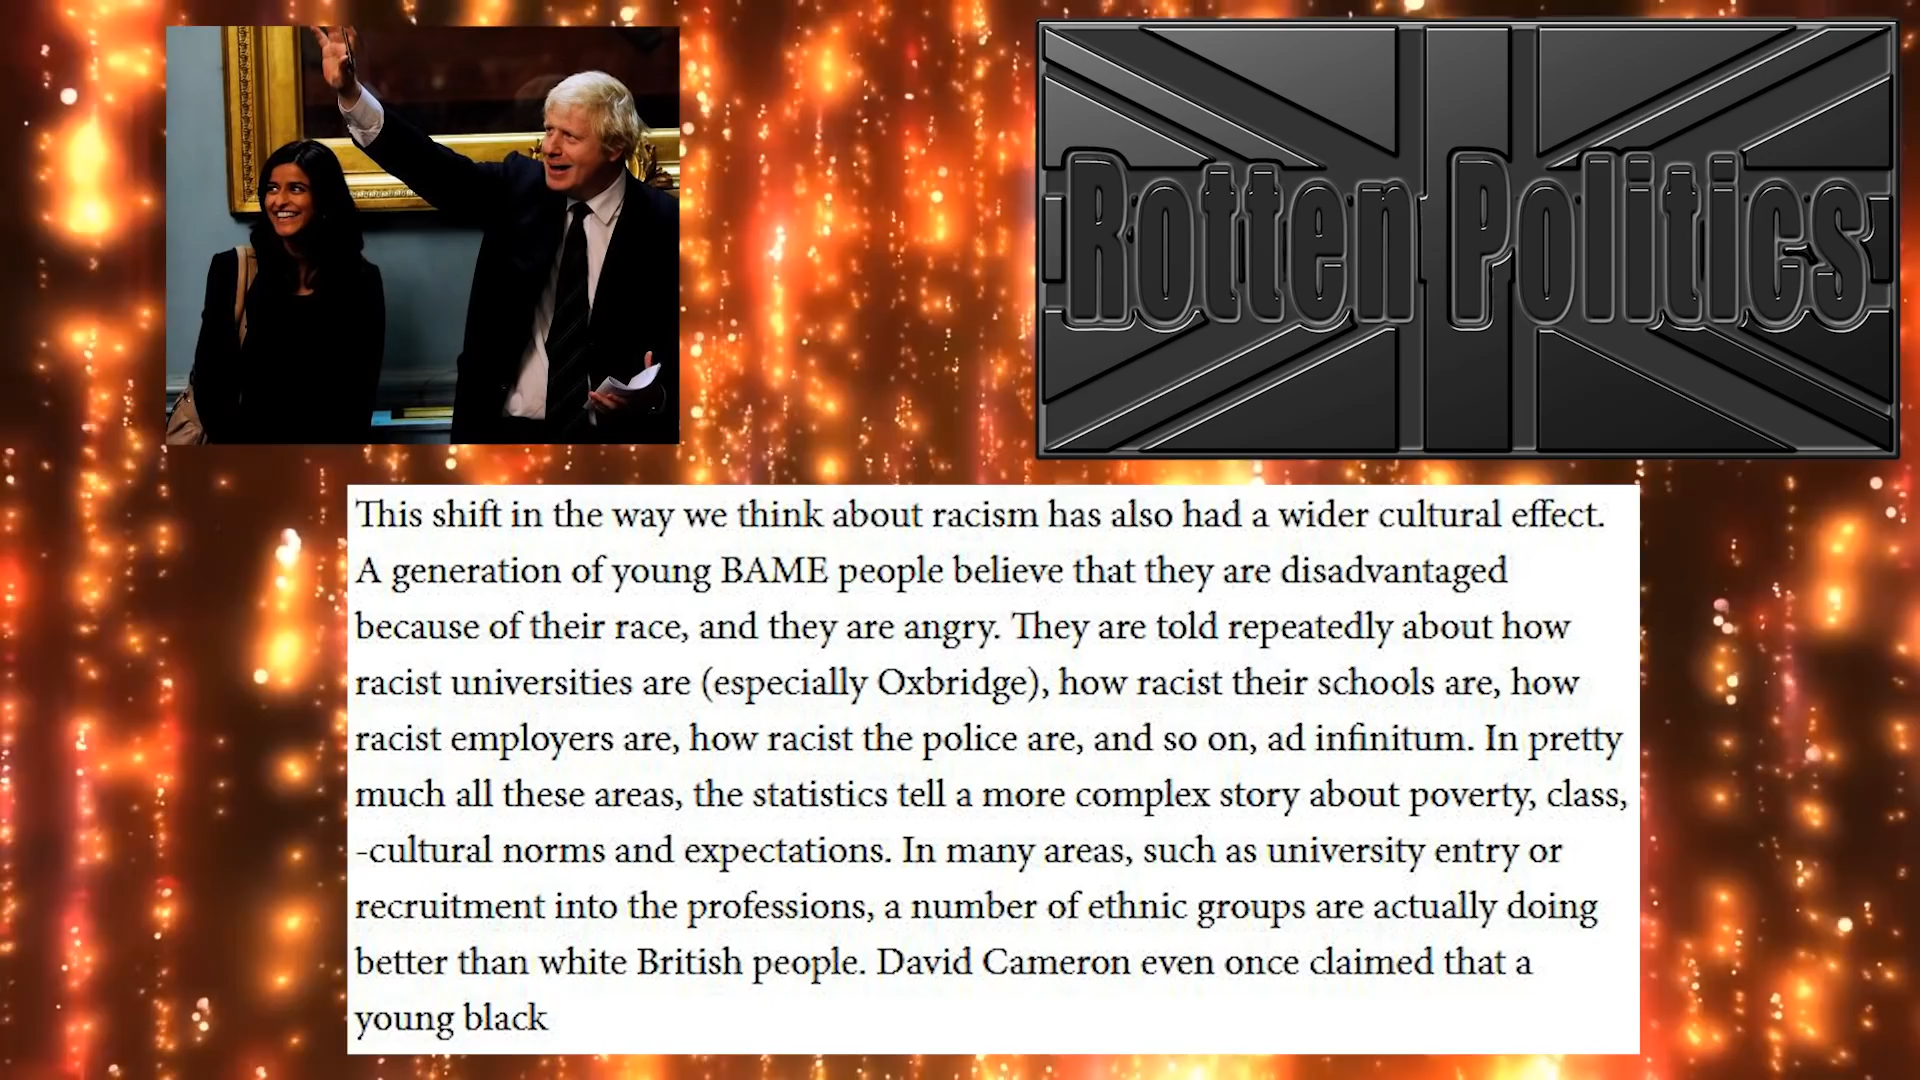 Rotten Politics
This shift in the way we think about racism has also had a wider cultural effect.
A generation of young BAME people believe that they are disadvantaged
because of their race, and they are angry. They are told repeatedly about how
racist universities are (especially Oxbridge), how racist their schools are, how
racist employers are, how racist the police are, and so on, ad infinitum. In pretty
much all these areas, the statistics tell a more complex story about poverty, class,
-cultural norms and expectations. In many areas, such as university entry or
recruitment into the professions, a number of ethnic groups are actually doing
better than white British people. David Cameron even once claimed that a
young black